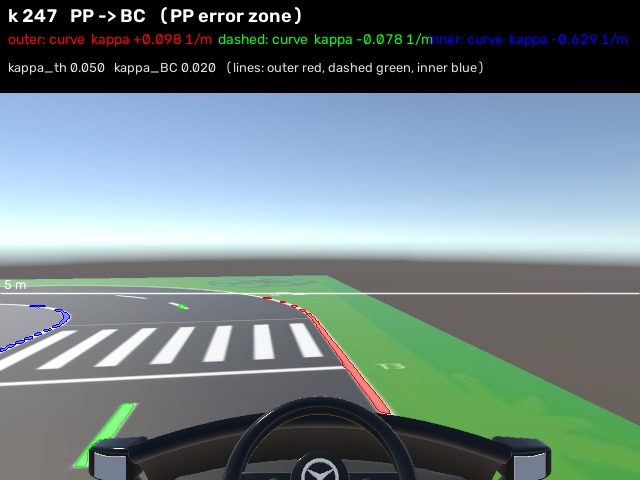 k 247   PP -> BC   (PP error zone)
outer: curve kappa +0.098 1/m dashed: curve kappa -0.078 1/m inner: curve kappa -0.629 1/m
kappa_th 0.050   kappa_BC 0.020   (lines: outer red, dashed green, inner blue)
5 m